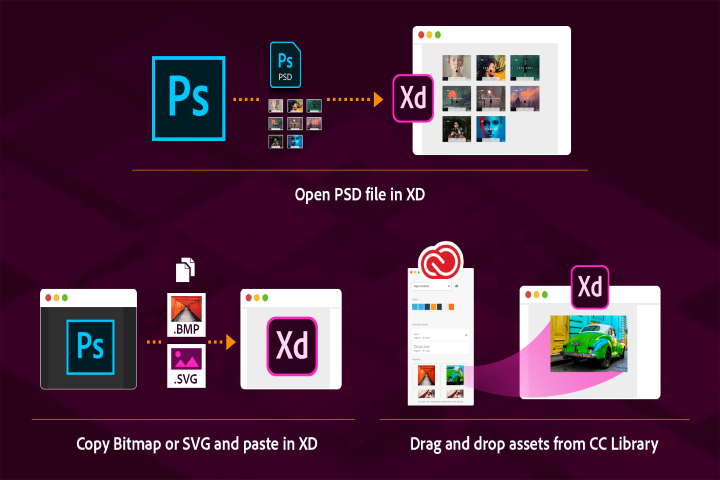 Ps
Ps
PSD
Xd
Open PSD file in XD
Ps
.BMP
.SVG
Xd
Xd
Copy Bitmap or SVG and paste in XD
Drag and drop assets from CC Library